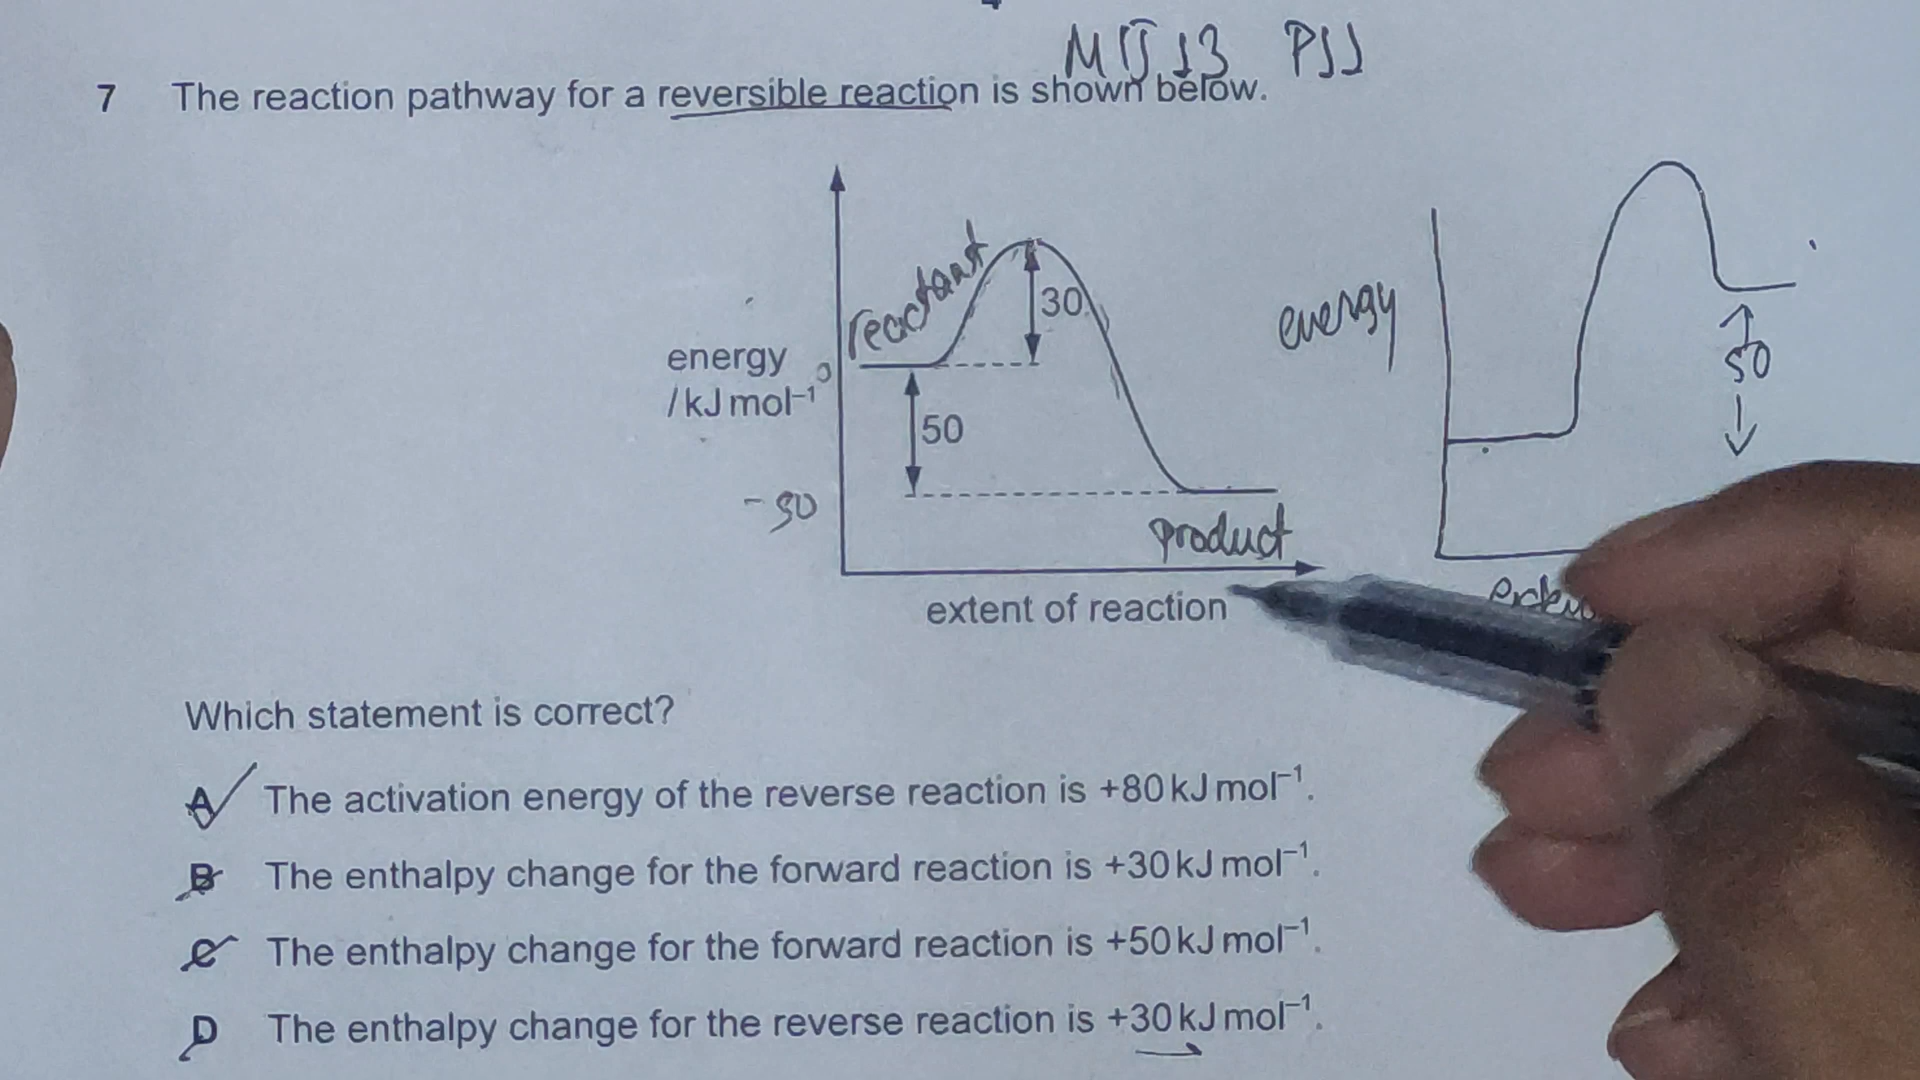 MJJ 13 P11
7 The reaction pathway for a reversible reaction is shown below.
reactant
30
energy
/kJ mol⁻¹
0
50
-50
product
extent of reaction
energy
50
Which statement is correct?
A The activation energy of the reverse reaction is +80 kJ mol⁻¹.
B The enthalpy change for the forward reaction is +30 kJ mol⁻¹.
C The enthalpy change for the forward reaction is +50 kJ mol⁻¹.
D The enthalpy change for the reverse reaction is +30 kJ mol⁻¹.